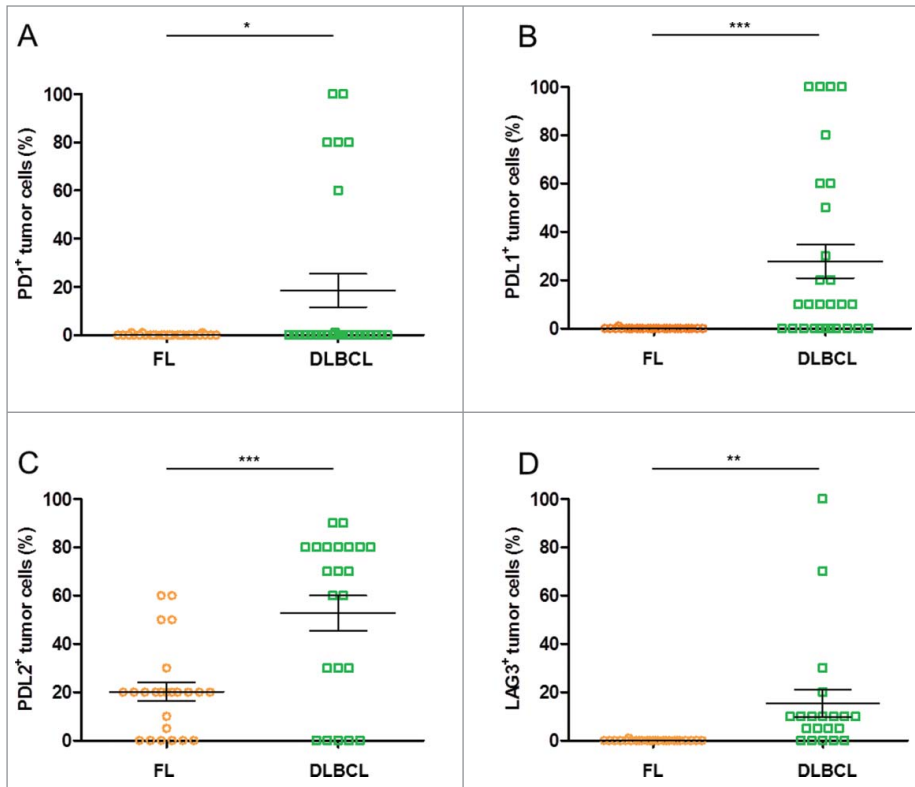 A
*
PD1+ tumor cells (%)
100
80
60
40
20
0
FL
DLBCL
B
***
PDL1+ tumor cells (%)
100
80
60
40
20
0
FL
DLBCL
C
***
PDL2+ tumor cells (%)
100
80
60
40
20
0
FL
DLBCL
D
**
LAG3+ tumor cells (%)
100
80
60
40
20
0
FL
DLBCL